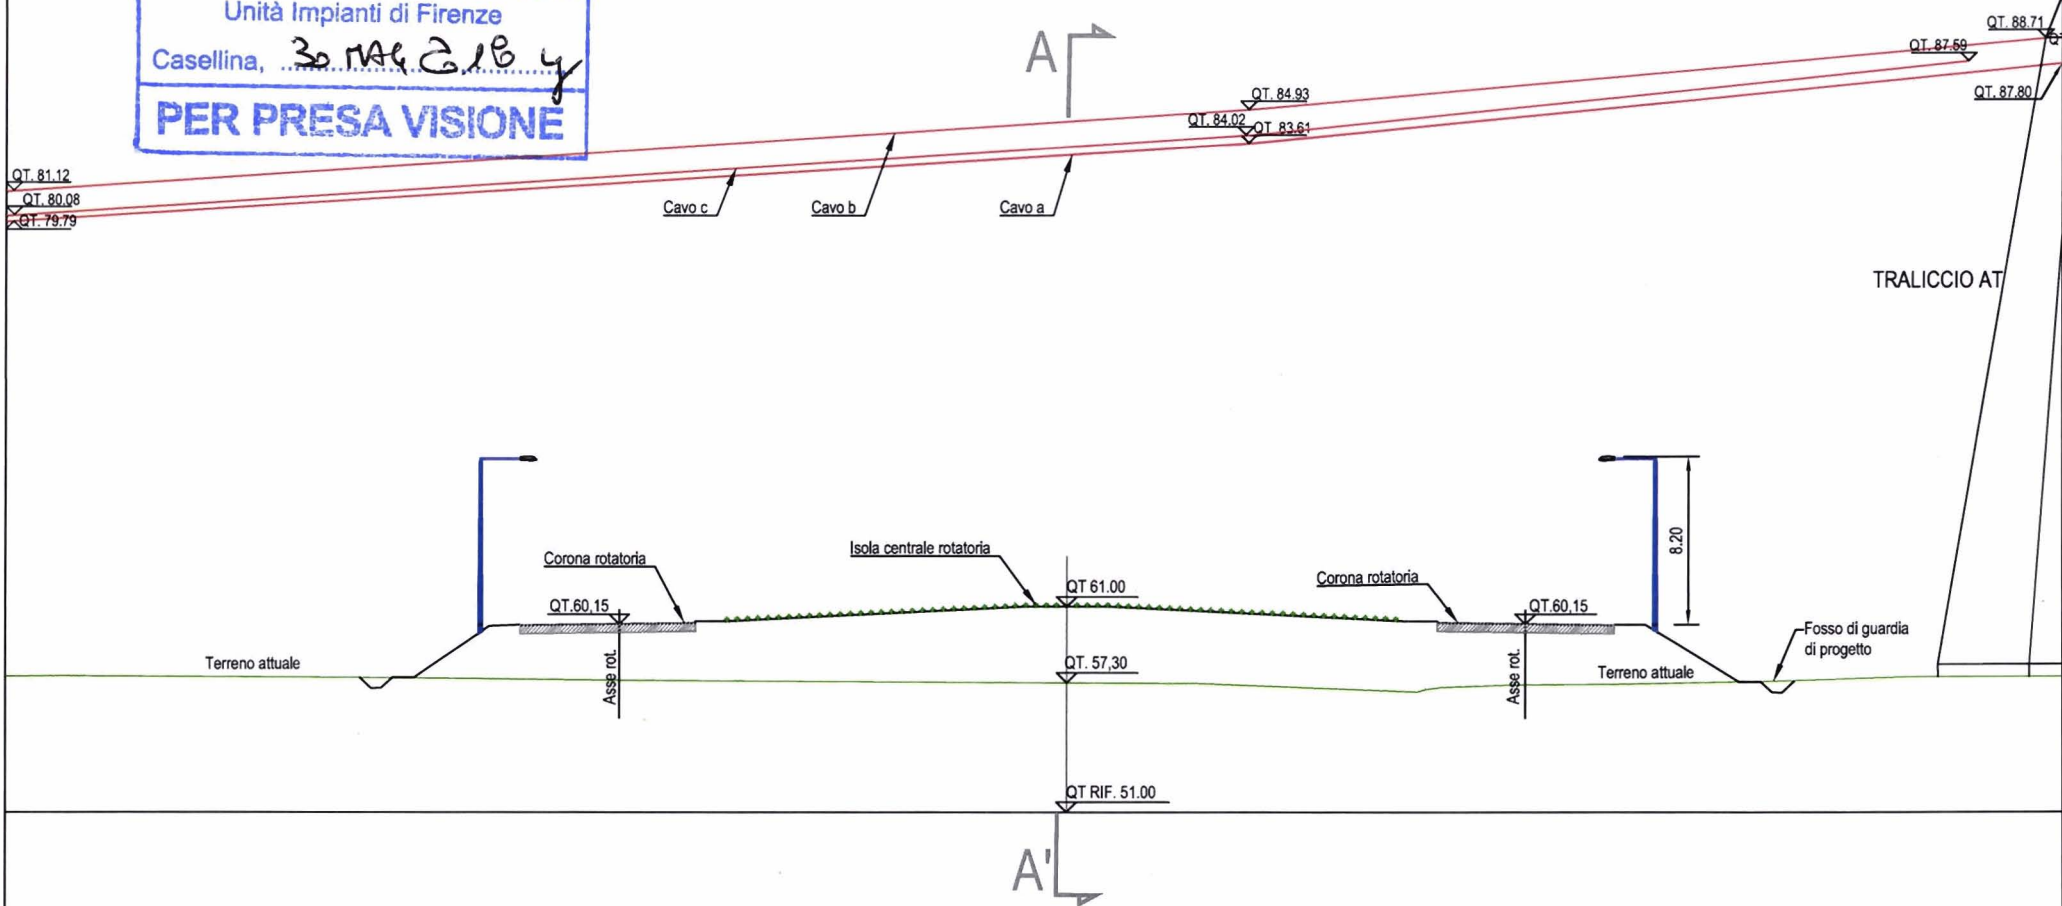 Unità Impianti di Firenze
Casellina, 30 MAG
PER PRESA VISIONE
A
QT. 88.71
QT. 87.59
QT. 87.80
QT. 84.93
QT. 84.02
QT. 83.61
QT. 81.12
QT. 80.08
QT. 79.79
Cavo c
Cavo b
Cavo a
TRALICCIO AT
8.20
Corona rotatoria
Isola centrale rotatoria
Corona rotatoria
QT 61.00
QT.60,15
QT.60,15
Fosso di guardia
di progetto
Terreno attuale
Asse rot.
QT. 57,30
Asse rot.
Terreno attuale
QT RIF. 51.00
A'